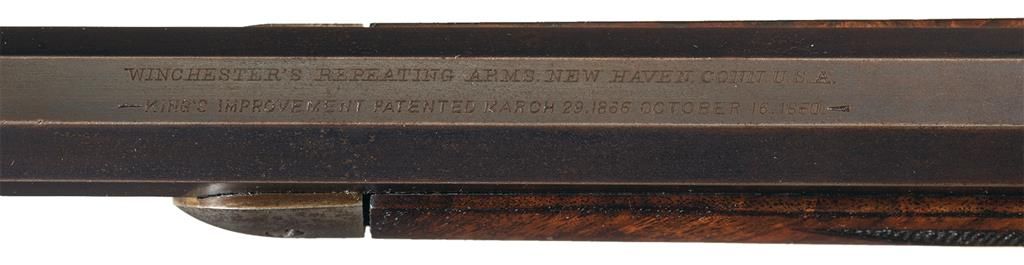 WINCHESTER'S REPEATING ARMS. NEW HAVEN. CONN. U.S.A.
KING'S IMPROVEMENT PATENTED MARCH 29. 1866. OCTOBER 16. 1860.